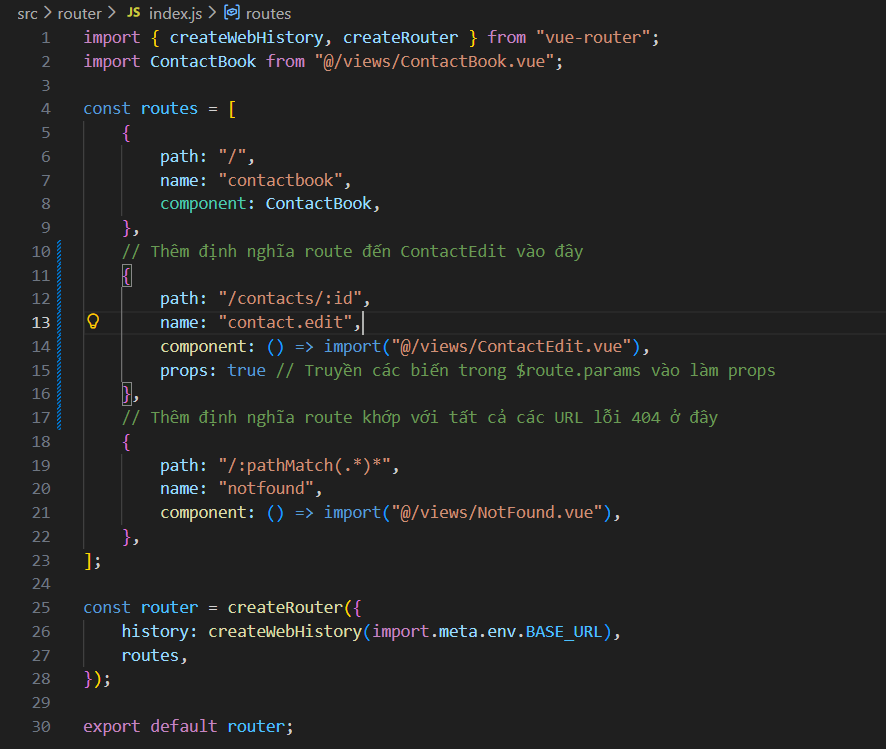 src > router > JS index.js > routes
1 import { createWebHistory, createRouter } from "vue-router";
2 import ContactBook from "@/views/ContactBook.vue";
3
4 const routes = [
5     {
6         path: "/",
7         name: "contactbook",
8         component: ContactBook,
9     },
10     // Thêm định nghĩa route đến ContactEdit vào đây
11     {
12         path: "/contacts/:id",
13         name: "contact.edit",
14         component: () => import("@/views/ContactEdit.vue"),
15         props: true // Truyền các biến trong $route.params vào làm props
16     },
17     // Thêm định nghĩa route khớp với tất cả các URL lỗi 404 ở đây
18     {
19         path: "/:pathMatch(.*)*",
20         name: "notfound",
21         component: () => import("@/views/NotFound.vue"),
22     },
23 ];
24
25 const router = createRouter({
26     history: createWebHistory(import.meta.env.BASE_URL),
27     routes,
28 });
29
30 export default router;